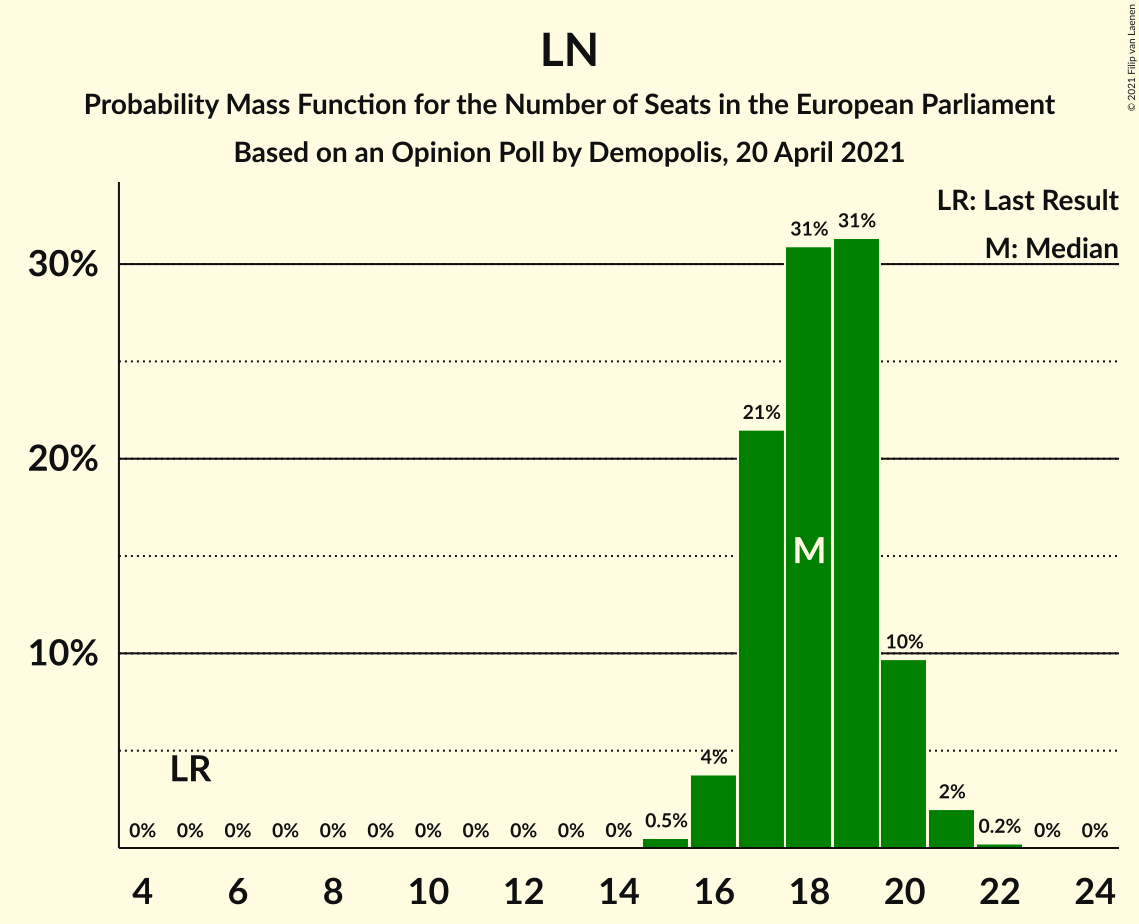 LN
Probability Mass Function for the Number of Seats in the European Parliament
Based on an Opinion Poll by Demopolis, 20 April 2021
© 2021 Filip van Laenen
LR: Last Result
M: Median
30%
20%
10%
0% 0% 0% 0% 0% 0% 0% 0% 0% 0% 0% 0.5% 4% 21% 31% 31% 10% 2% 0.2% 0% 0%
LR
M
4 6 8 10 12 14 16 18 20 22 24